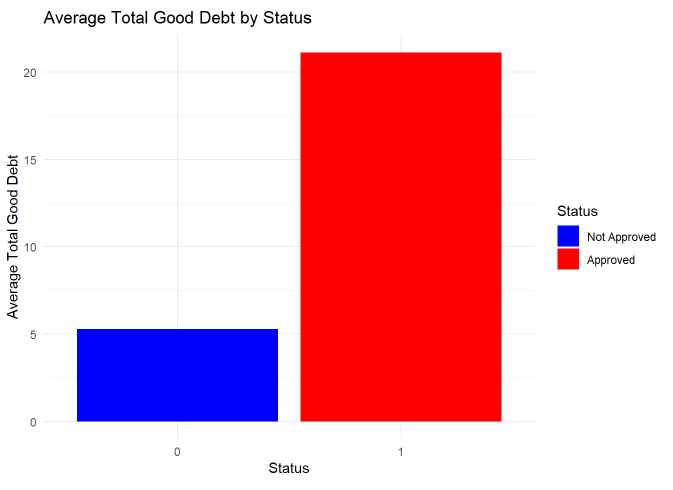 Average Total Good Debt by Status
Average Total Good Debt
20
15
10
5
0
0
1
Status
Status
Not Approved
Approved